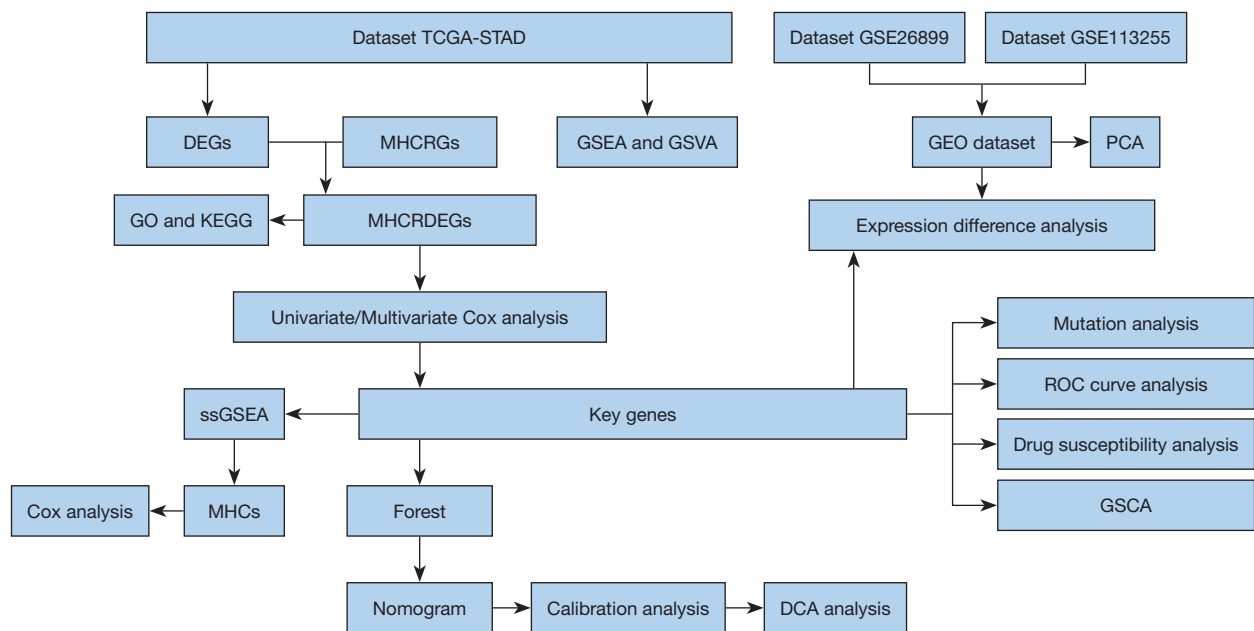 Dataset TCGA-STAD
Dataset GSE26899
Dataset GSE113255
DEGs
MHCRGs
GSEA and GSVA
GEO dataset
PCA
GO and KEGG
MHCRDEGs
Expression difference analysis
Univariate/Multivariate Cox analysis
Mutation analysis
ROC curve analysis
ssGSEA
Key genes
Drug susceptibility analysis
Cox analysis
MHCs
Forest
GSCA
Nomogram
Calibration analysis
DCA analysis